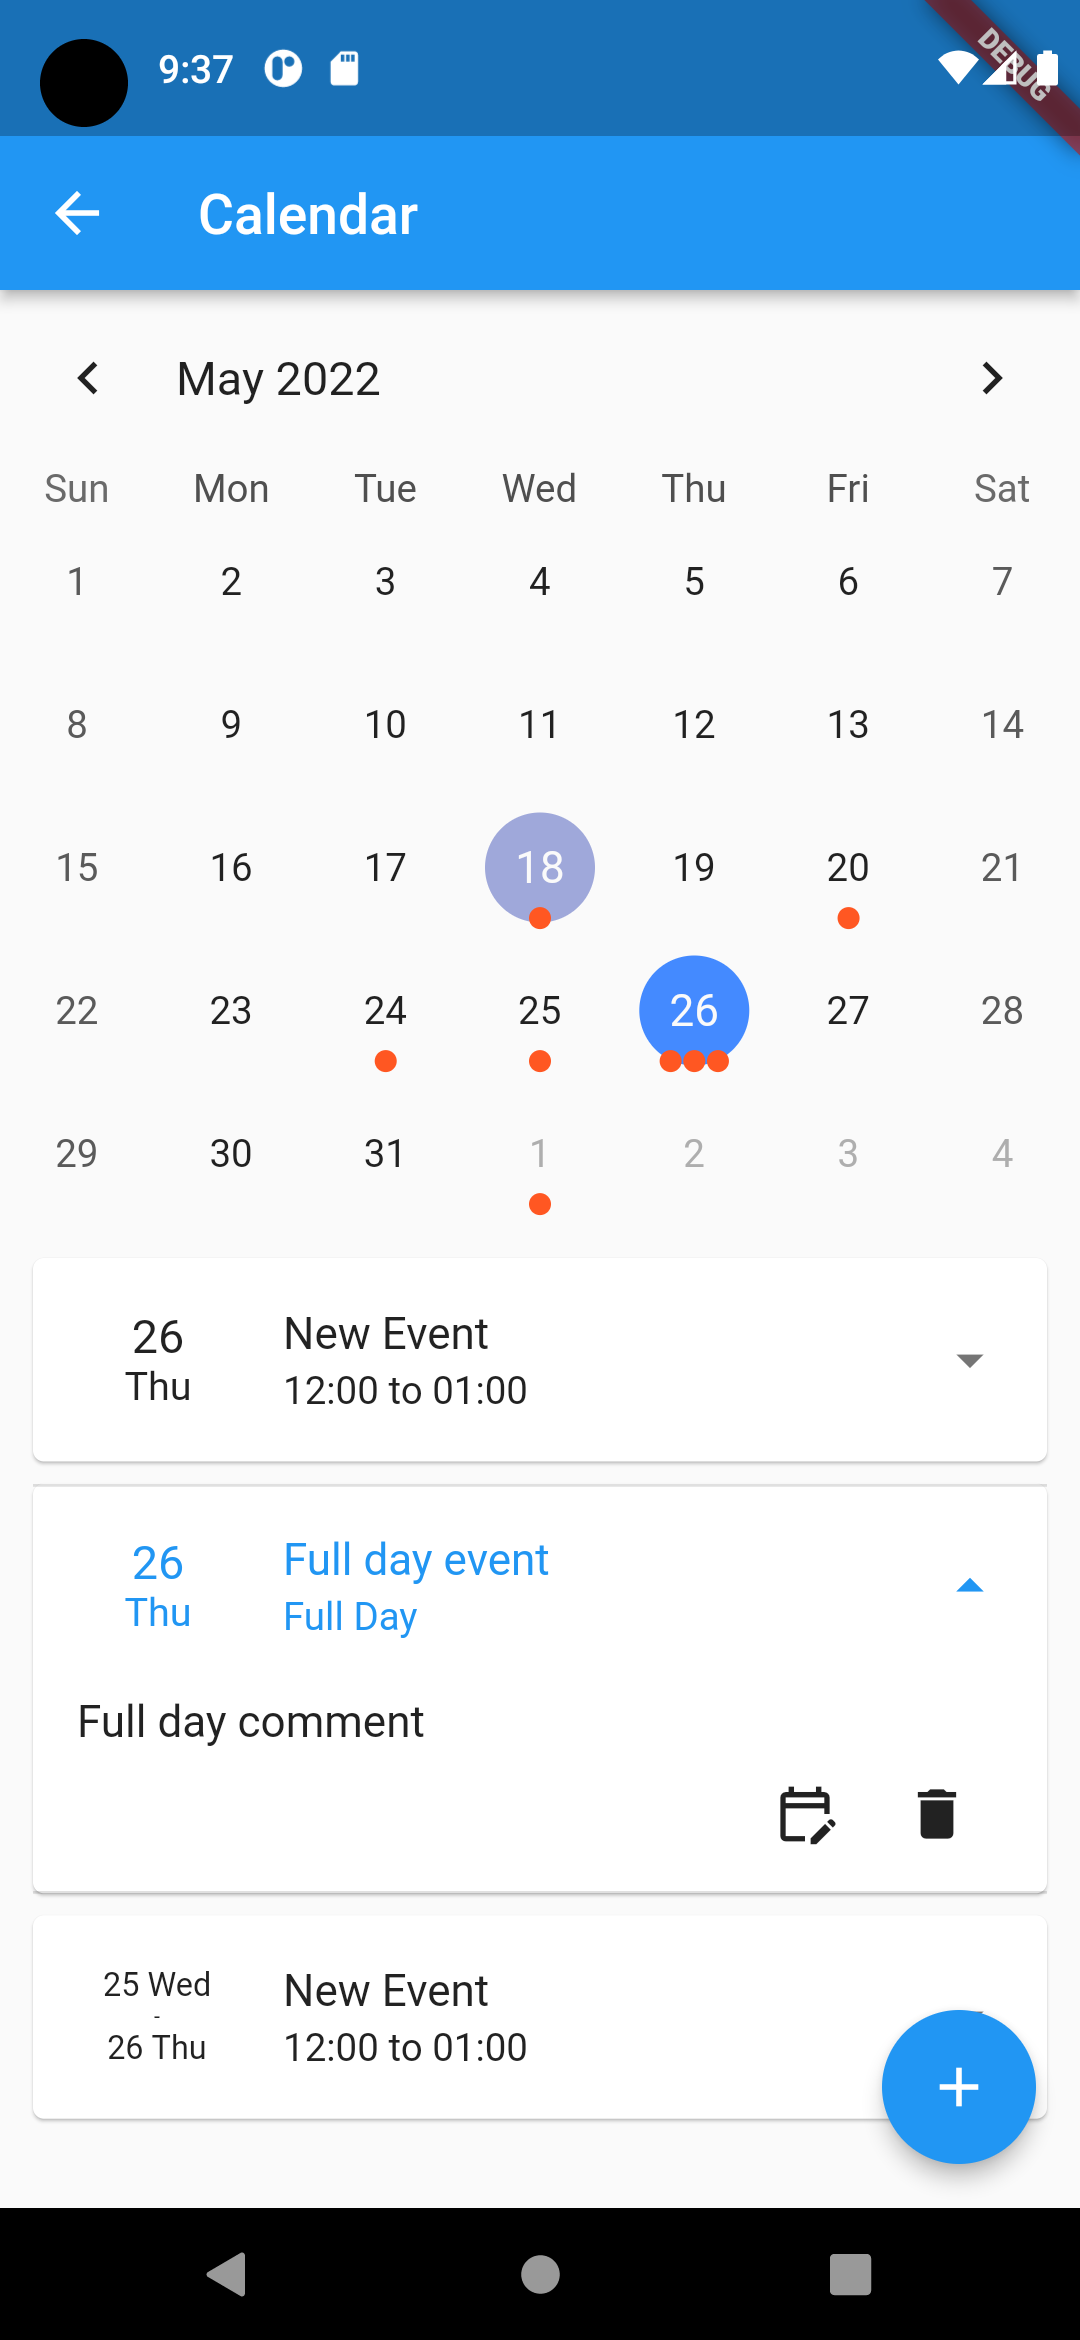 9:37
DEBUG
Calendar
May 2022
Sun Mon Tue Wed Thu Fri Sat
1 2 3 4 5 6 7
8 9 10 11 12 13 14
15 16 17 18 19 20 21
22 23 24 25 26 27 28
29 30 31 1 2 3 4
26
Thu
New Event
12:00 to 01:00
26
Thu
Full day event
Full Day
Full day comment
25 Wed
-
26 Thu
New Event
12:00 to 01:00